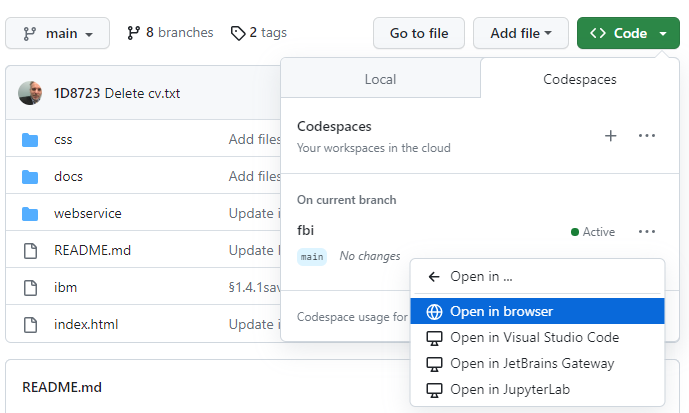 main
8 branches
2 tags
Go to file
Add file
Code
Local
Codespaces
1D8723 Delete cv.txt
Codespaces
Your workspaces in the cloud
css
Add files
docs
Add files
webservice
Update i
README.md
Update
ibm
§1.4.1sav
index.html
Update i
On current branch
fbi
Active
main
No changes
Codespace usage for
Open in ...
Open in browser
Open in Visual Studio Code
Open in JetBrains Gateway
Open in JupyterLab
README.md